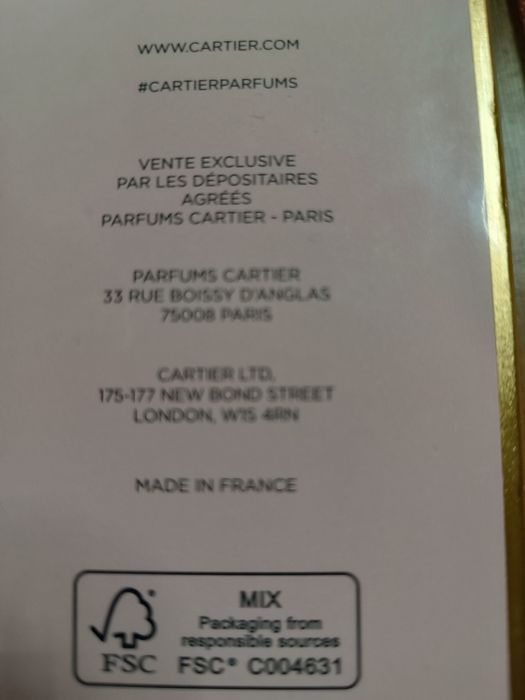 WWW.CARTIER.COM
#CARTIERPARFUMS
VENTE EXCLUSIVE
PAR LES DÉPOSITAIRES
AGRÉÉS
PARFUMS CARTIER - PARIS
PARFUMS CARTIER
33 RUE BOISSY D'ANGLAS
75008 PARIS
CARTIER LTD.
175-177 NEW BOND STREET
LONDON, W1S 4RN
MADE IN FRANCE
MIX
Packaging from
responsible sources
FSC FSC® C004631